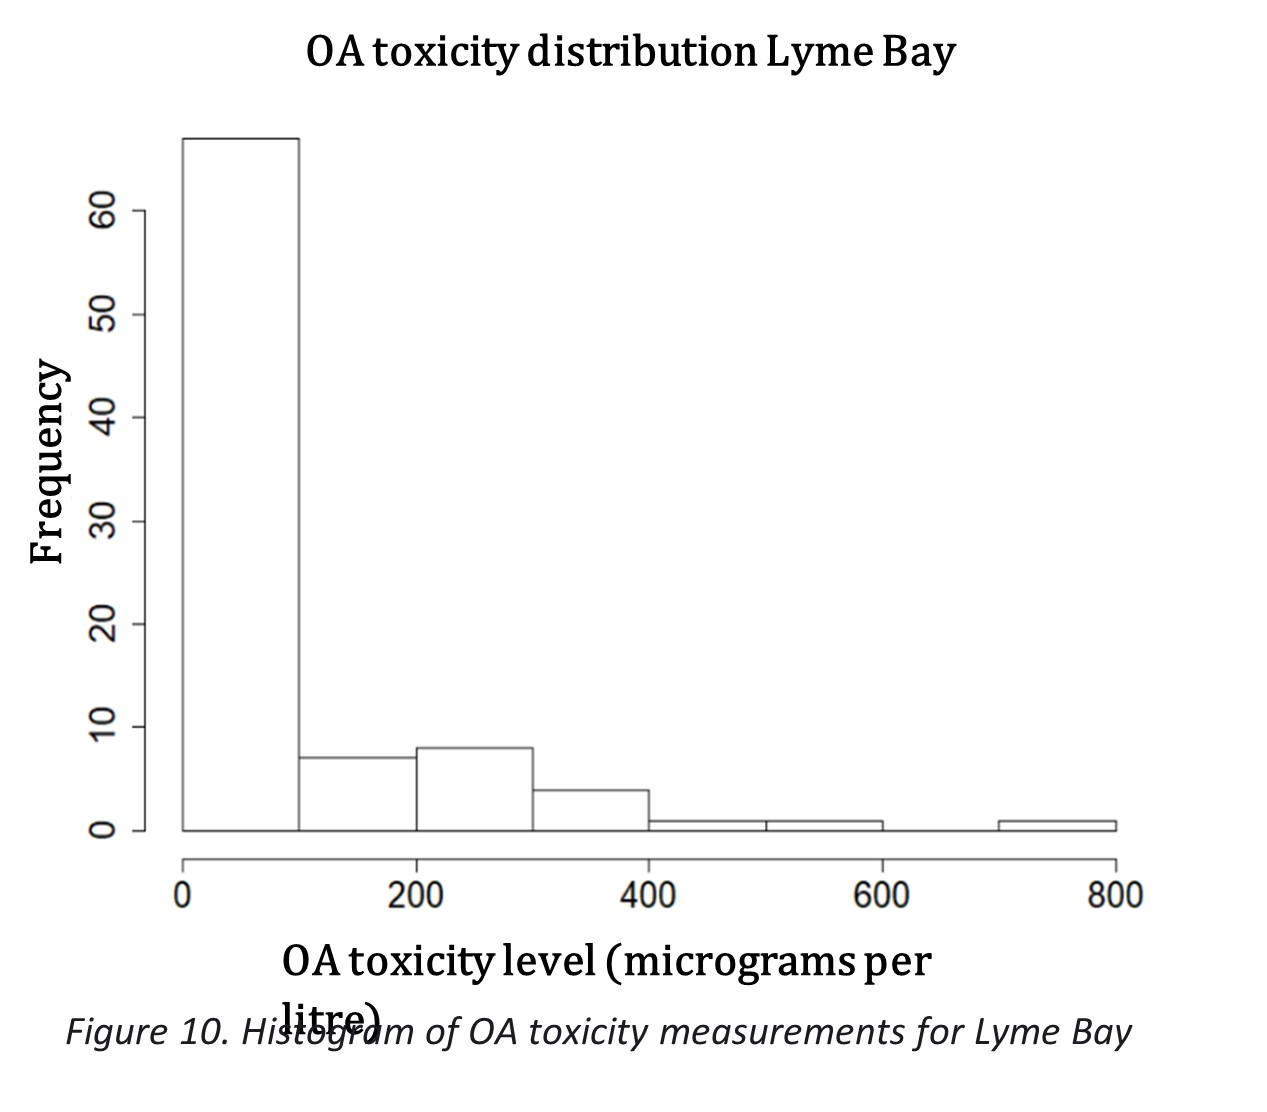 OA toxicity distribution Lyme Bay
Frequency
60
50
40
30
20
10
0
0 200 400 600 800
OA toxicity level (micrograms per
litre)
Figure 10. Histogram of OA toxicity measurements for Lyme Bay